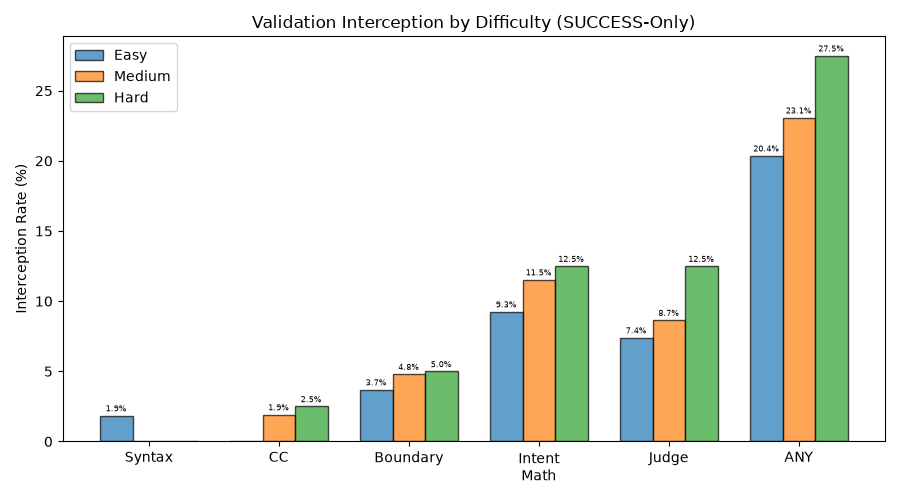 Validation Interception by Difficulty (SUCCESS-Only)
Easy
Medium
Hard
Interception Rate (%)
25
20
15
10
5
0
1.9%
1.9%
2.5%
3.7%
4.8%
5.0%
9.3%
11.5%
12.5%
7.4%
8.7%
12.5%
20.4%
23.1%
27.5%
Syntax
CC
Boundary
Intent
Math
Judge
ANY